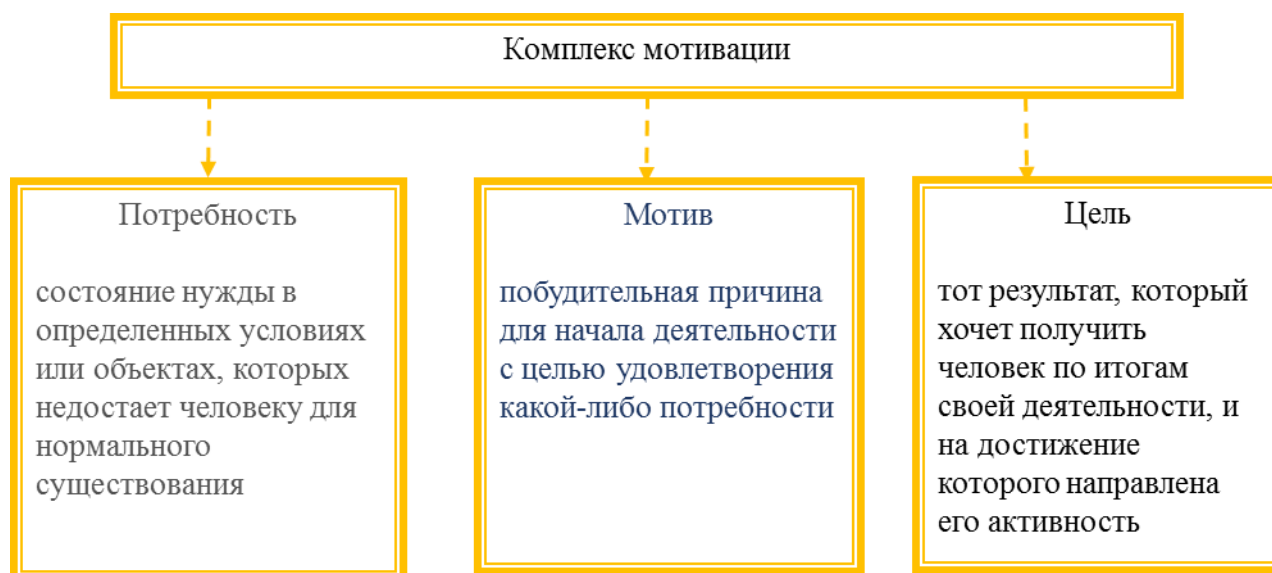 Комплекс мотивации
Потребность
состояние нужды в
определенных условиях
или объектах, которых
недостает человеку для
нормального
существования
Мотив
побудительная причина
для начала деятельности
с целью удовлетворения
какой-либо потребности
Цель
тот результат, который
хочет получить
человек по итогам
своей деятельности, и
на достижение
которого направлена
его активность